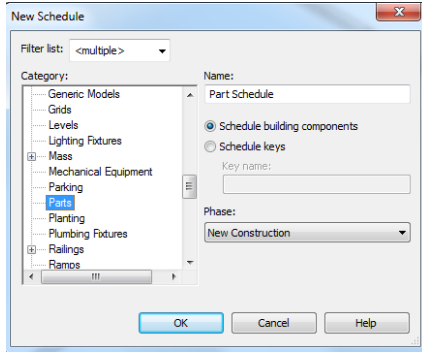 New Schedule
Filter list: <multiple>
Category:
Generic Models
Grids
Levels
Lighting Fixtures
Mass
Mechanical Equipment
Parking
Parts
Planting
Plumbing Fixtures
Railings
Ramps
Name:
Part Schedule
Schedule building components
Schedule keys
Key name:
Phase:
New Construction
OK
Cancel
Help